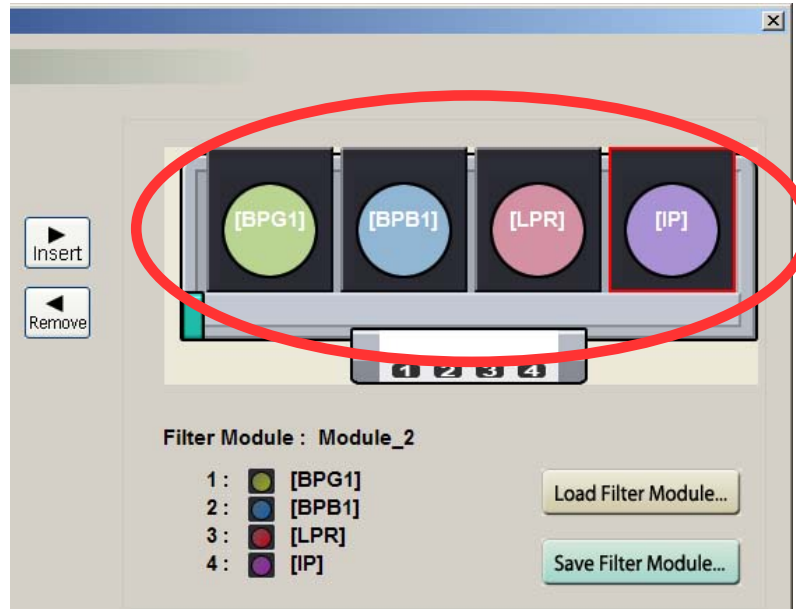 [BPG1] [BPB1] [LPR] [IP]
Insert
Remove
1 2 3 4
Filter Module : Module_2
1 : [BPG1]
2 : [BPB1]
3 : [LPR]
4 : [IP]
Load Filter Module...
Save Filter Module...